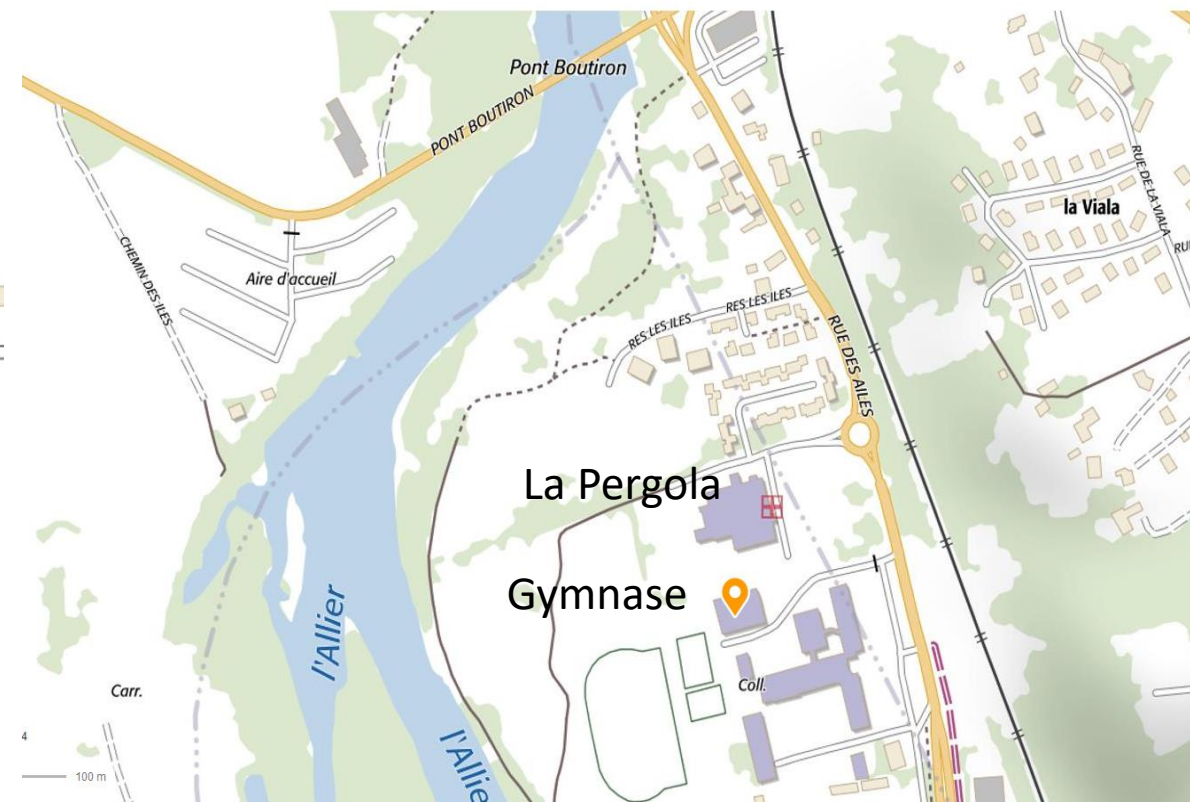 Pont Boutiron
PONT BOUTIRON
RUE DE LA VIALA
la Viala
CHEMIN DES ILES
Aire d'accueil
RES LES ILES
RES LES ILES
RUE DES AILES
La Pergola
Gymnase
l'Allier
Carr.
Coll.
4
100 m